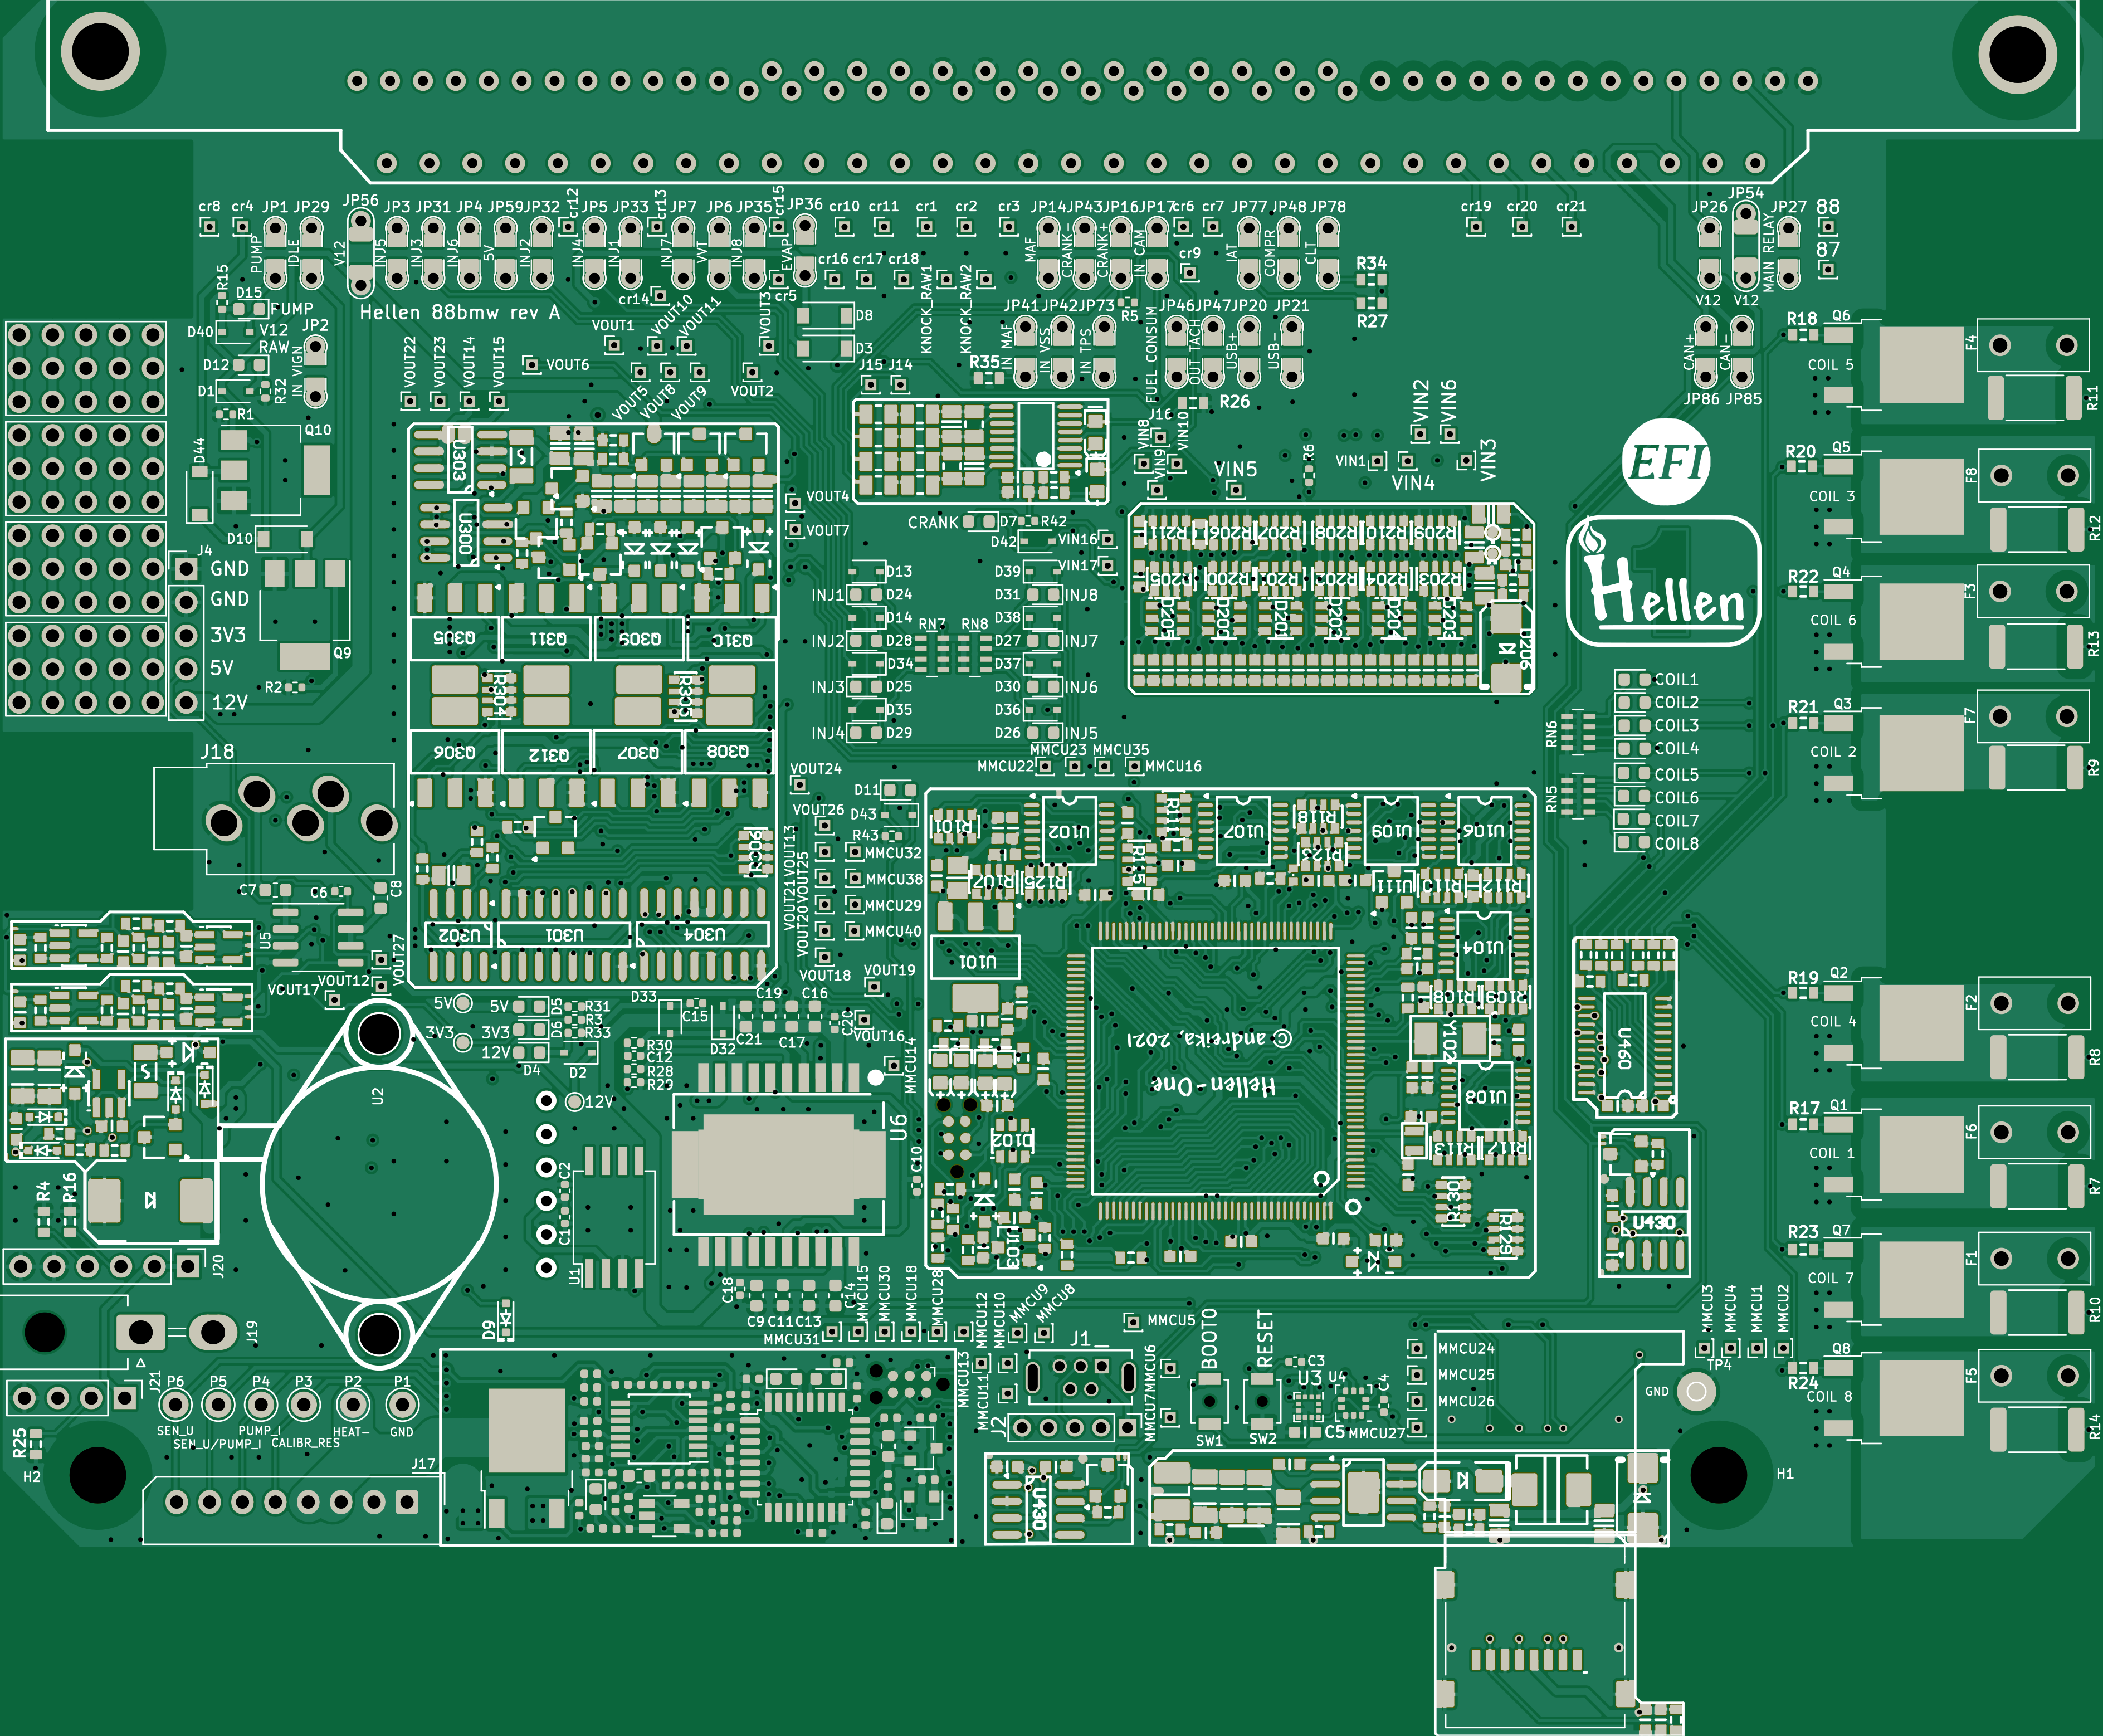 cr8
cr4
JP1
JP29
JP56
JP3
JP31
JP4
JP59
JP32
cr12
JP5
JP33
cr13
JP7
JP6
JP35
cr15
JP36
cr10
cr11
cr1
cr2
cr3
JP14
JP43
JP16
JP17
cr6
cr7
JP77
JP48
JP78
cr19
cr20
cr21
JP26
JP54
JP27
88
87
PUMP
IDLE
V12
INJ5
INJ3
INJ6
5V
INJ2
INJ4
INJ1
INJ7
VVT
INJ8
EVAP
MAF
CRANK-
CRANK+
IN CAM
IAT
COMPR
CLT
MAIN RELAY
V12
V12
cr14
cr5
cr16
cr17
cr18
cr9
KNOCK_RAW1
KNOCK_RAW2
R34
R27
R15
D15
PUMP
D40
V12
RAW
JP2
IN VIGN
D12
D1
R32
R1
Hellen 88bmw rev A
VOUT1
VOUT10
VOUT11
VOUT3
VOUT22
VOUT23
VOUT14
VOUT15
VOUT6
VOUT5
VOUT8
VOUT9
VOUT2
D8
D3
J15
J14
R35
JP41
JP42
JP73
R5
JP46
JP47
JP20
JP21
IN MAF
IN VSS
IN TPS
FUEL CONSUM
OUT TACH
USB+
USB-
R26
CAN+
CAN-
JP86
JP85
Q10
D44
D10
Q9
R2
J4
GND
GND
3V3
5V
12V
J18
U303
U300
VOUT4
VOUT7
CRANK
D7
R42
D42
J16
VIN8
VIN9
VIN10
VIN5
R6
VIN1
VIN2
VIN6
VIN4
VIN3
VIN16
VIN17
EFI
1
Hellen
R211
R206
R202
R208
R210
R209
R205
R200
R201
R204
R203
D205
D200
D201
D203
D206
D13
INJ1
D24
D14
INJ2
D28
D34
INJ3
D25
D35
INJ4
D29
RN7
RN8
D39
D31
INJ8
D38
D27
INJ7
D37
D30
INJ6
D36
D26
INJ5
Q305
Q311
Q309
Q310
R304
R305
Q306
Q312
Q307
Q308
U302
U301
U304
MMCU23
MMCU35
MMCU22
MMCU16
VOUT24
D11
D43
R43
VOUT26
VOUT13
VOUT25
VOUT21
VOUT20
VOUT18
VOUT19
MMCU32
MMCU38
MMCU29
MMCU40
RN6
RN5
COIL1
COIL2
COIL3
COIL4
COIL5
COIL6
COIL7
COIL8
R18
Q6
COIL 5
F4
R11
R20
Q5
COIL 3
F8
R12
R22
Q4
COIL 6
F3
R13
R21
Q3
COIL 2
F7
R9
R19
Q2
COIL 4
F2
R8
R17
Q1
COIL 1
F6
R7
R23
Q7
COIL 7
F1
R10
R24
Q8
COIL 8
F5
R14
R101
U102
U107
R118
U109
U106
R123
R115
R107
R125
U111
R110
R112
U101
U104
R108
R109
Y102
U108
R113
R117
R129
D102
U103
© andreika, 2021
Hellen-One
U460
U430
C7
C6
C8
U5
VOUT27
VOUT12
VOUT17
5V
3V3
5V
3V3
12V
D5
D6
D4
D2
R31
R3
R33
R30
C12
R28
R29
D33
C15
D32
C19
C16
C21
C17
C20
VOUT16
MMCU14
U2
12V
U6
C10
C2
C1
U1
R4
R16
J20
J19
J21
R25
H2
D9
C18
C9
C11
C13
C14
MMCU31
MMCU15
MMCU30
MMCU18
MMCU28
MMCU12
MMCU10
MMCU9
MMCU8
MMCU13
MMCU11
MMCU5
MMCU6
MMCU7
J1_
J2
BOOT0
RESET
SW1
SW2
C3
U3
U4
C4
C5
MMCU24
MMCU25
MMCU26
MMCU27
MMCU3
MMCU4
MMCU1
MMCU2
TP4
GND
H1
P6
P5
P4
P3
P2
P1
SEN_U
SEN_U/PUMP_I
PUMP_I
CALIBR_RES
HEAT-
GND
J17
U430